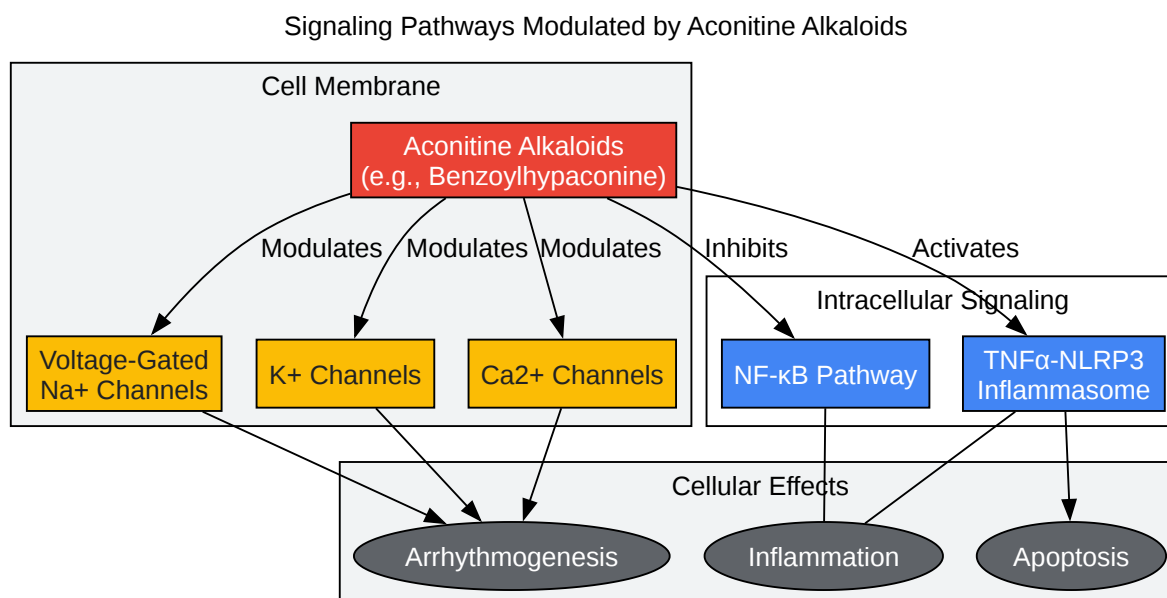 Signaling Pathways Modulated by Aconitine Alkaloids
Cell Membrane
Aconitine Alkaloids
(e.g., Benzoylhypaconine)
Modulates
Modulates
Modulates
Inhibits
Activates
Intracellular Signaling
Voltage-Gated
Na+ Channels
K+ Channels
Ca2+ Channels
NF-κB Pathway
TNFα-NLRP3
Inflammasome
Cellular Effects
Arrhythmogenesis
Inflammation
Apoptosis